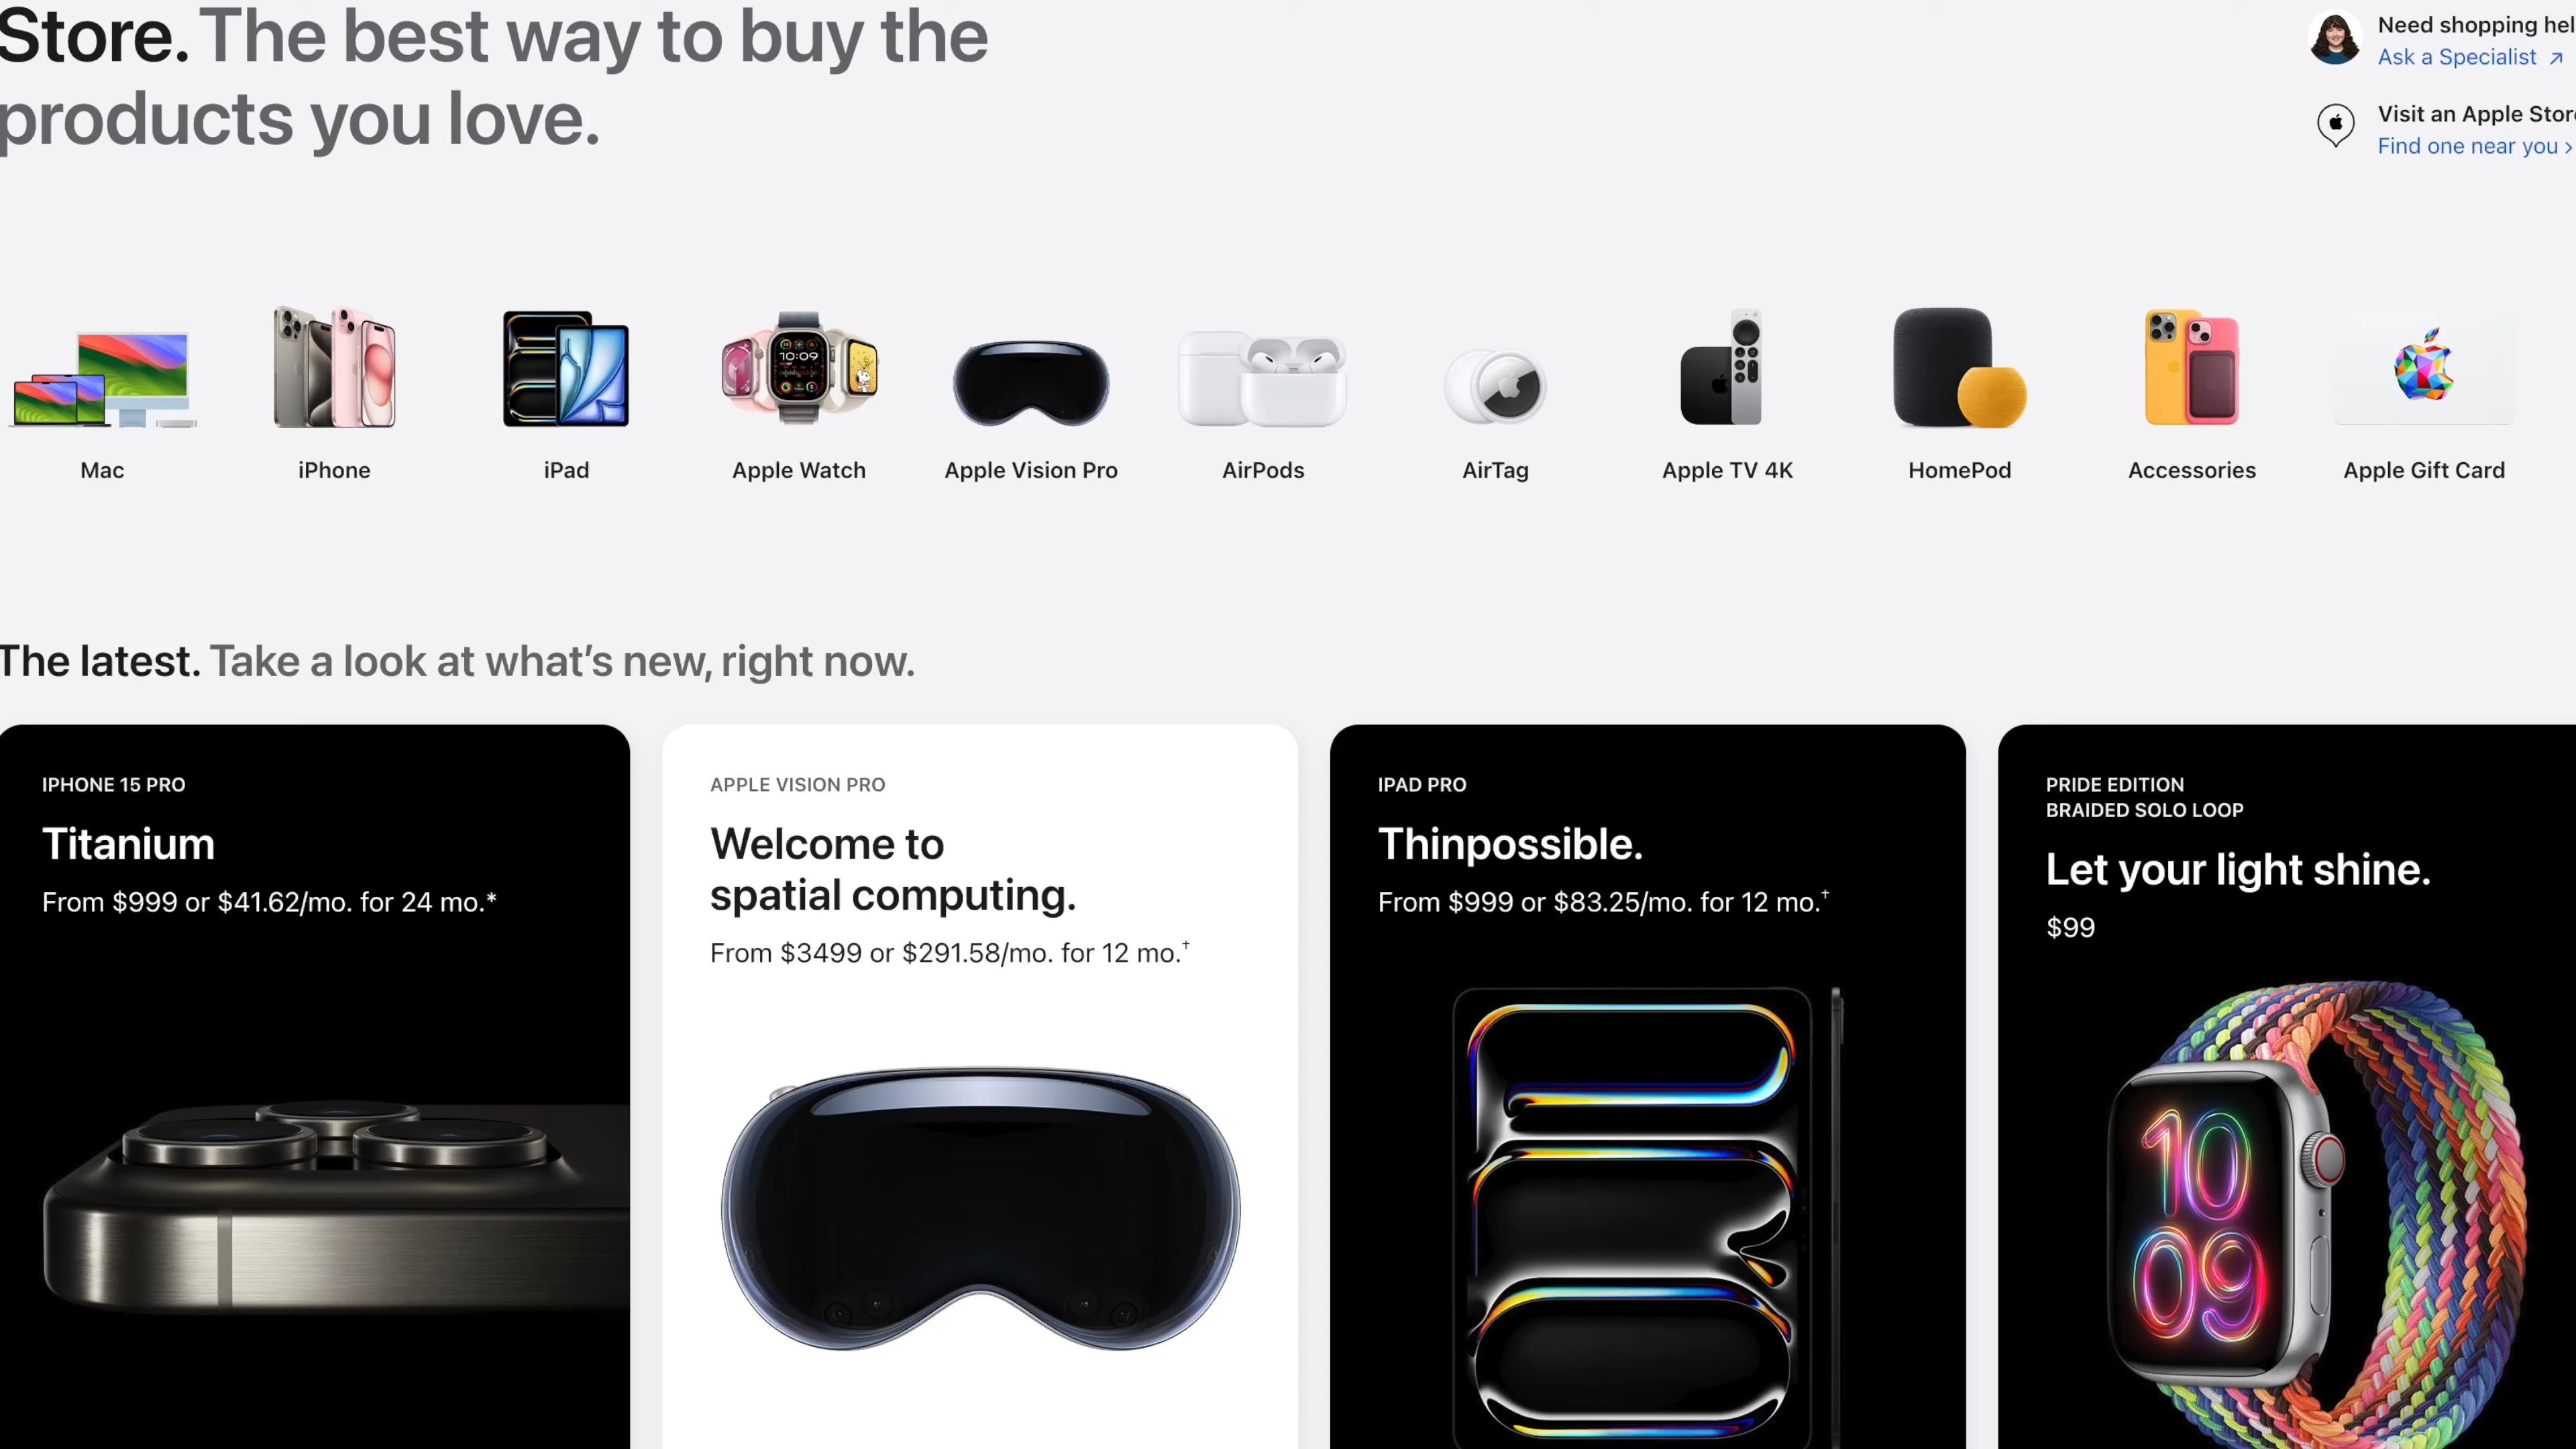 Store. The best way to buy the
products you love.
Need shopping hel
Ask a Specialist ↗
Visit an Apple Stor
Find one near you ›
Mac
iPhone
iPad
Apple Watch
Apple Vision Pro
AirPods
AirTag
Apple TV 4K
HomePod
Accessories
Apple Gift Card
10:09
The latest. Take a look at what’s new, right now.
IPHONE 15 PRO
Titanium
From $999 or $41.62/mo. for 24 mo.*
APPLE VISION PRO
Welcome to
spatial computing.
From $3499 or $291.58/mo. for 12 mo.†
IPAD PRO
Thinpossible.
From $999 or $83.25/mo. for 12 mo.†
PRIDE EDITION
BRAIDED SOLO LOOP
Let your light shine.
$99
10
09